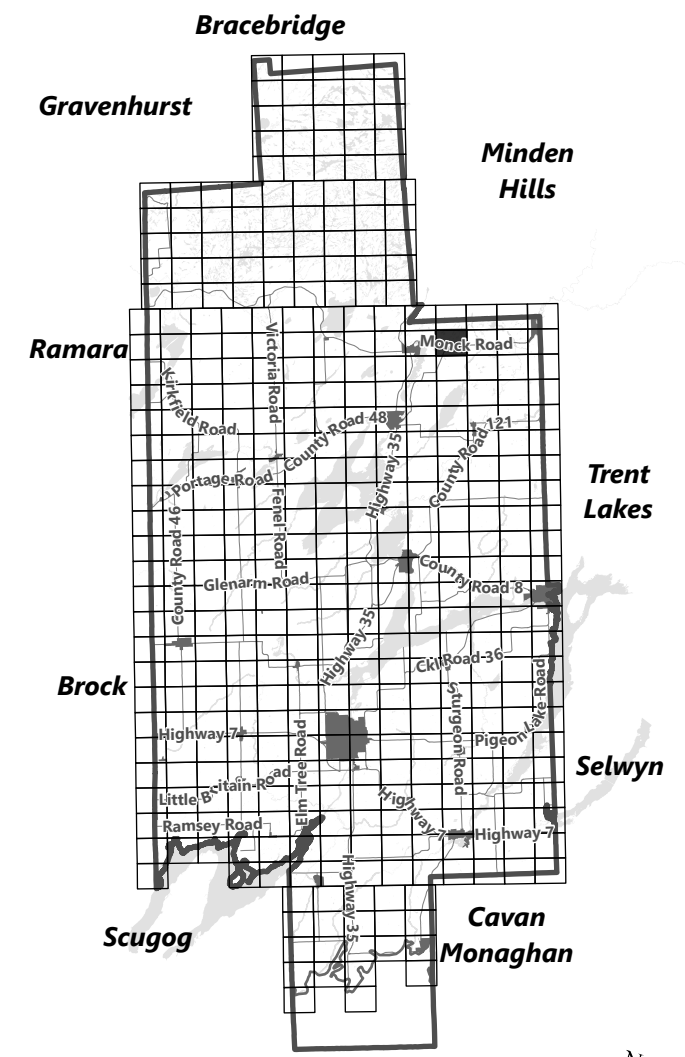 Bracebridge
Gravenhurst
Minden
Hills
Ramara
Monck Road
Victoria Road
Kirkfield Road
County Road 48
County Road 121
Highway 35
Portage Road
Trent
Lakes
Fenel Road
County Road 46
Glenarm Road
County Road 8
Highway 35
Ckl Road 36
Brock
Sturgeon Road
Pigeon Lake Road
Highway 7
Elm Tree Road
Selwyn
Little Britain Road
Highway 7
Ramsey Road
Highway 7
Highway 35
Scugog
Cavan
Monaghan
N